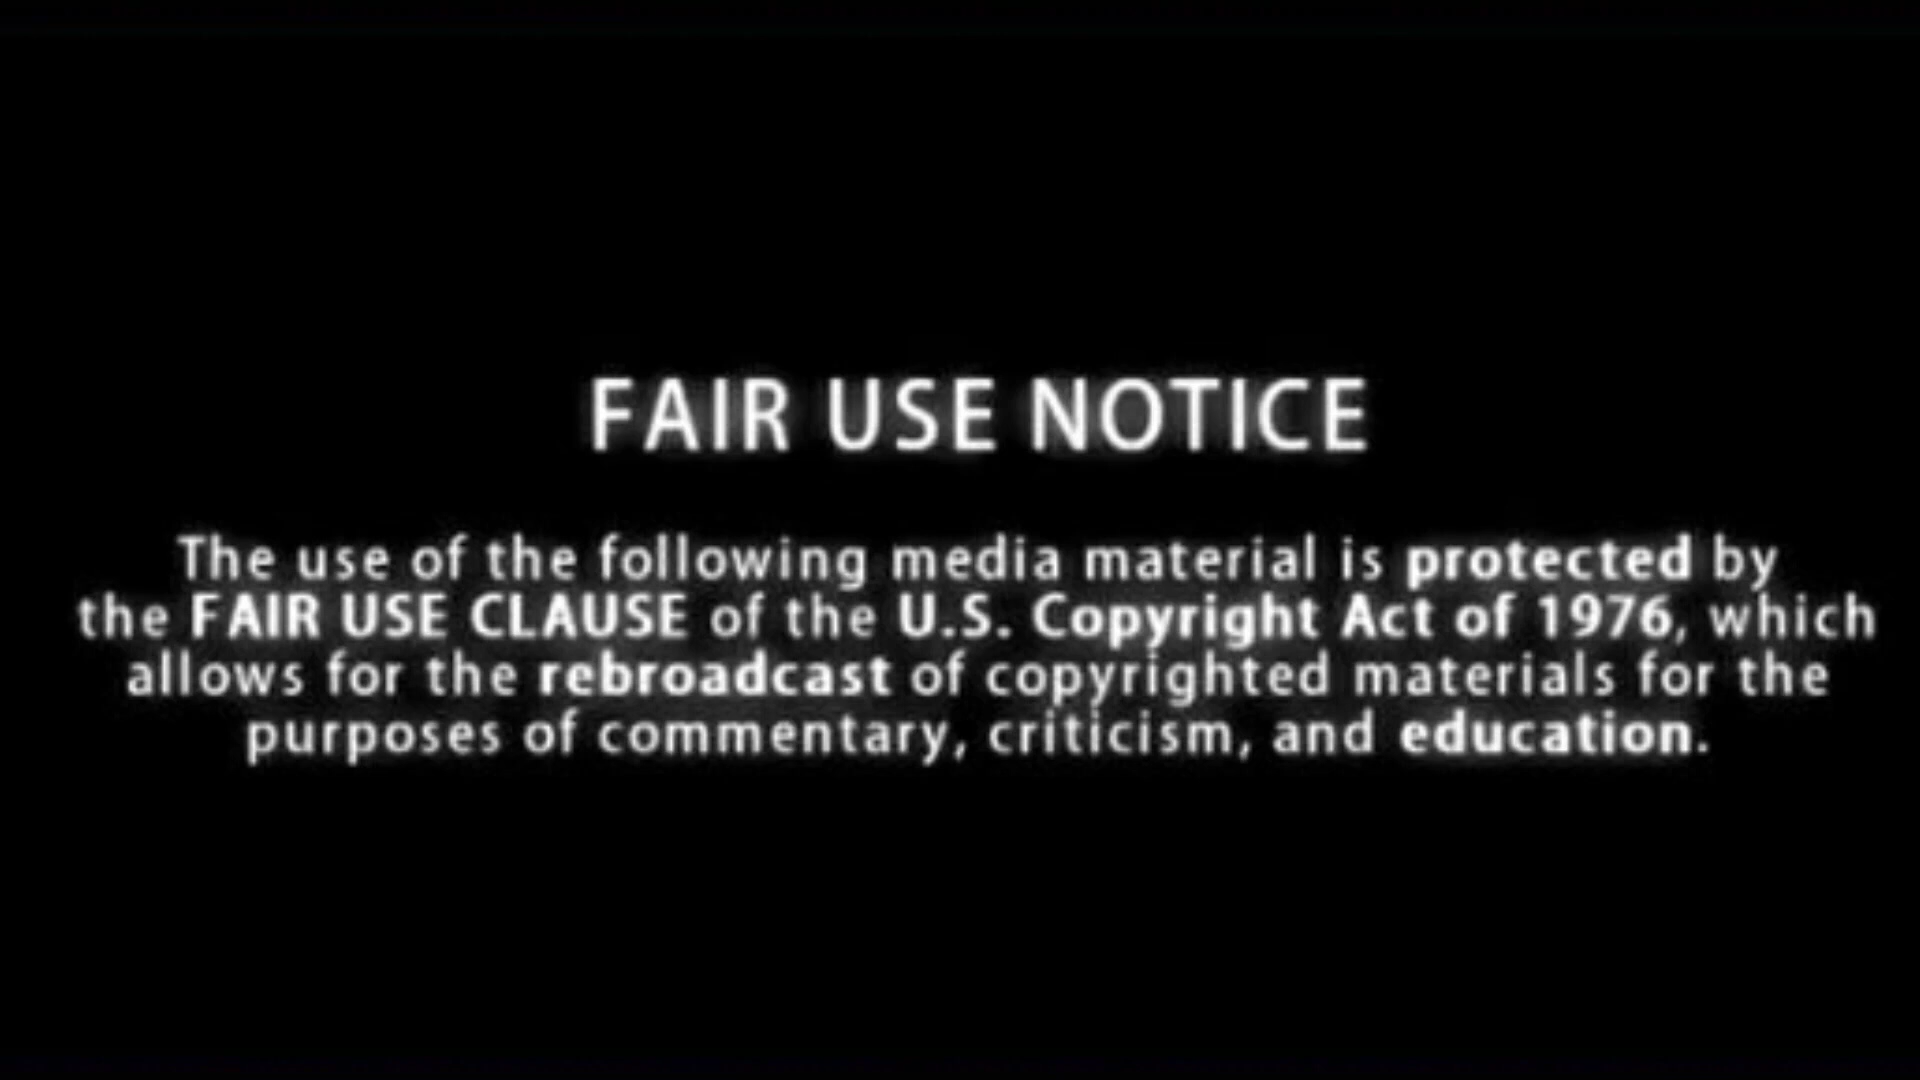 FAIR USE NOTICE
The use of the following media material is protected by
the FAIR USE CLAUSE of the U.S. Copyright Act of 1976, which
allows for the rebroadcast of copyrighted materials for the
purposes of commentary, criticism, and education.